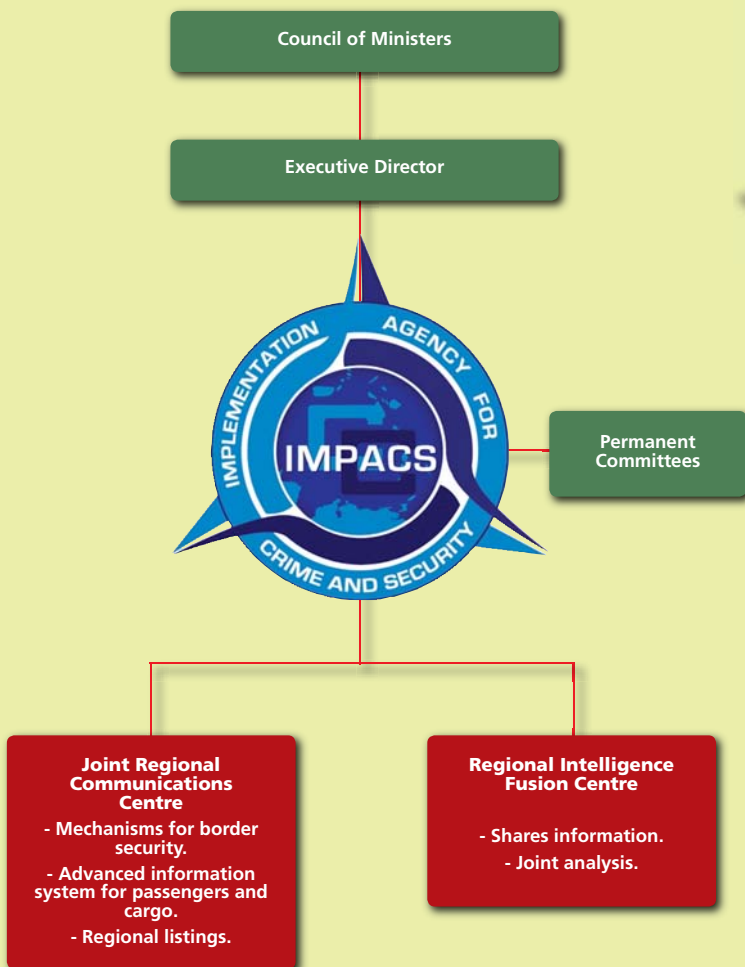 Council of Ministers
Executive Director
IMPLEMENTATION AGENCY FOR
CRIME AND SECURITY
IMPACS
Permanent
Committees
Joint Regional
Communications
Centre
- Mechanisms for border
security.
- Advanced information
system for passengers and
cargo.
- Regional listings.
Regional Intelligence
Fusion Centre
- Shares information.
- Joint analysis.